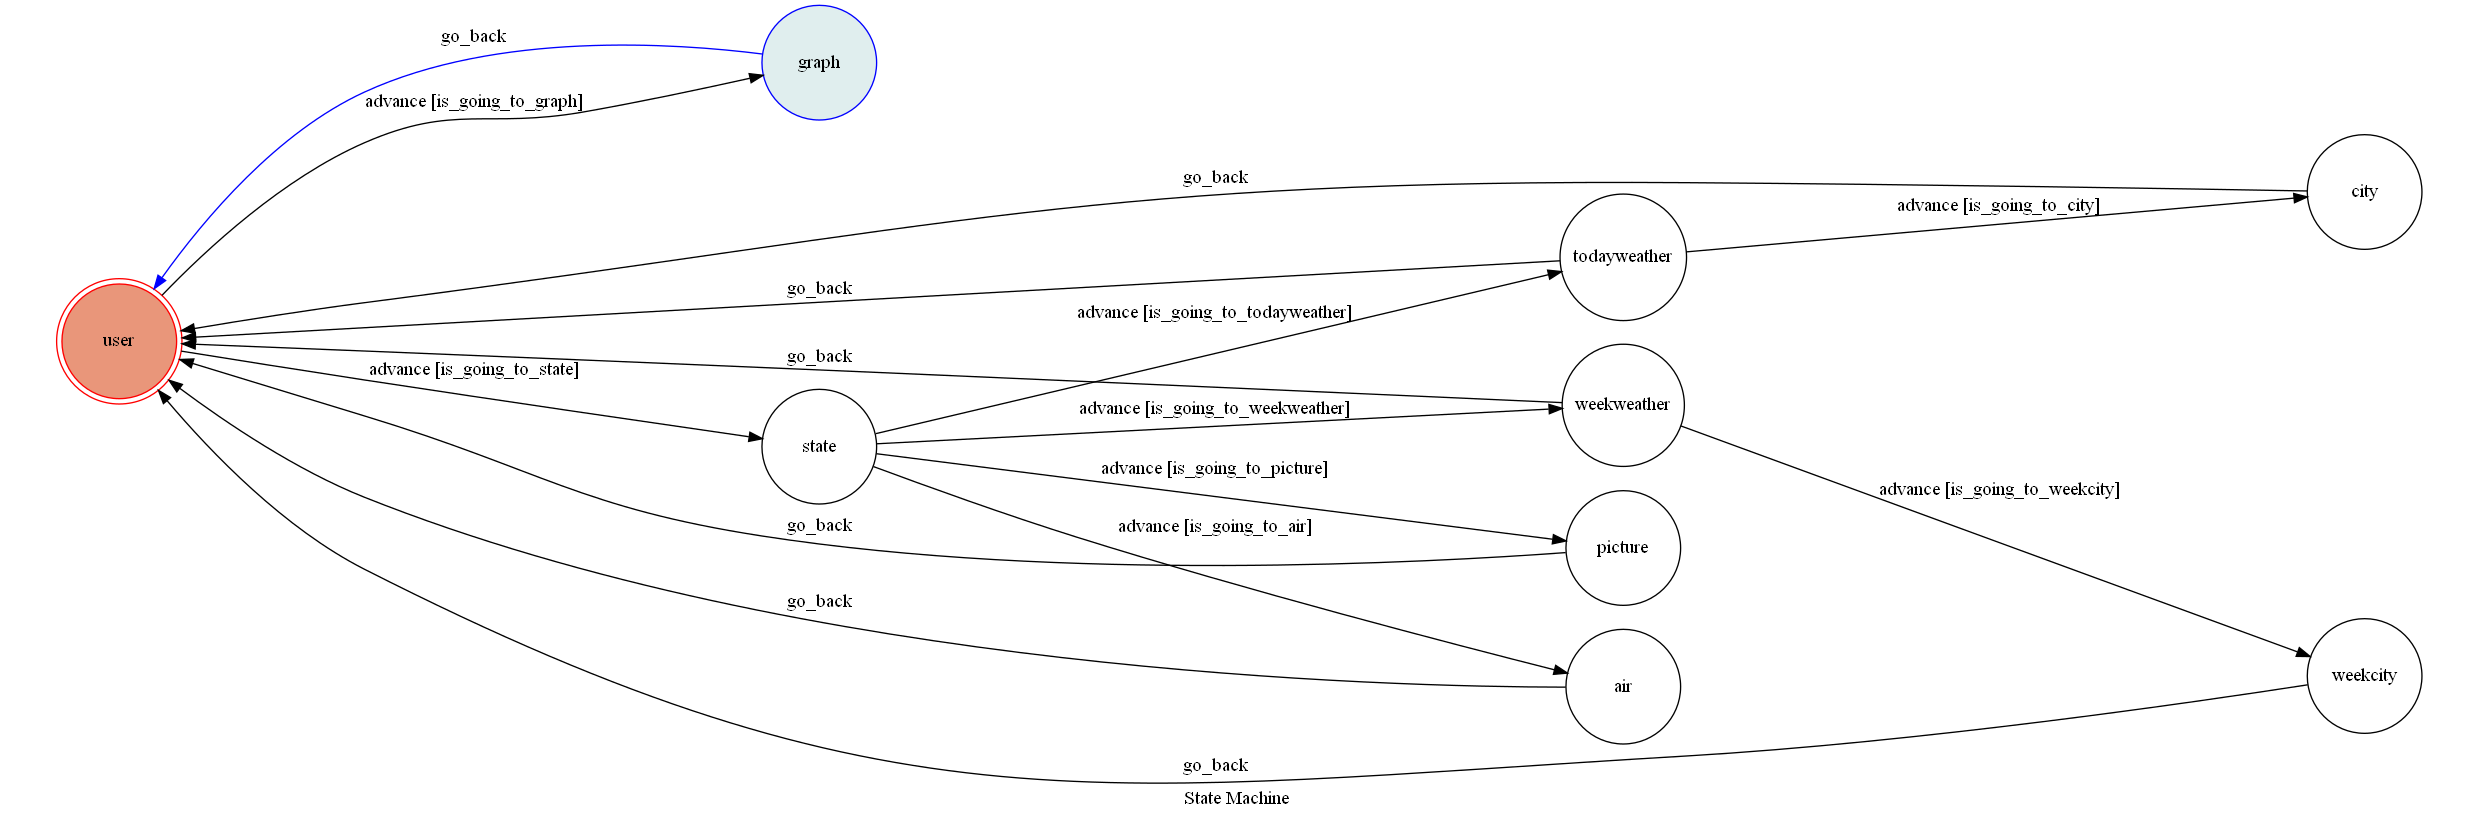 go_back
graph
advance [is_going_to_graph]
go_back
city
advance [is_going_to_city]
todayweather
go_back
advance [is_going_to_todayweather]
user
go_back
advance [is_going_to_state]
weekweather
advance [is_going_to_weekweather]
state
advance [is_going_to_picture]
advance [is_going_to_weekcity]
go_back
advance [is_going_to_air]
picture
go_back
air
weekcity
go_back
State Machine